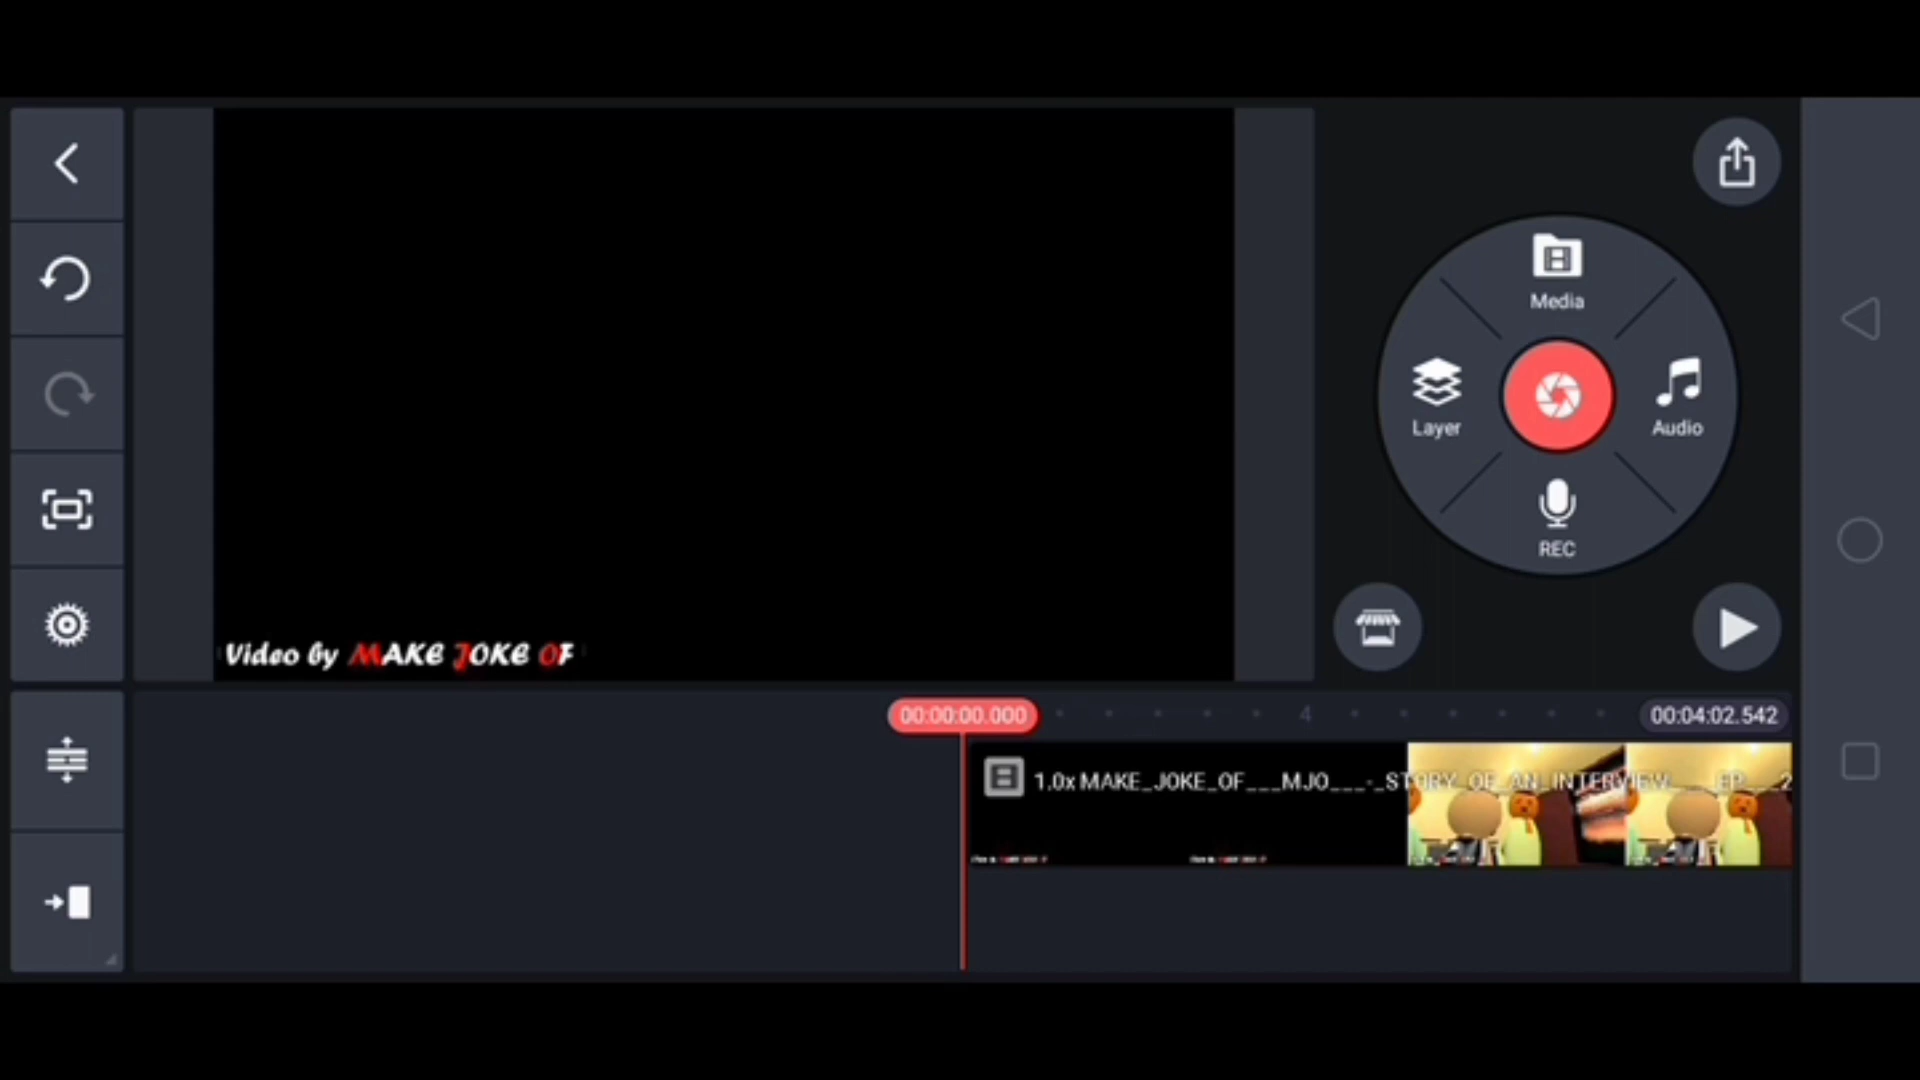 Media
Layer
Audio
REC
Video by MAKE JOKE OF
00:00:00.000
4
00:04:02.542
1.0x MAKE_JOKE_OF___MJO___-_STORY_OF_AN_INTERVIEW___EP___2